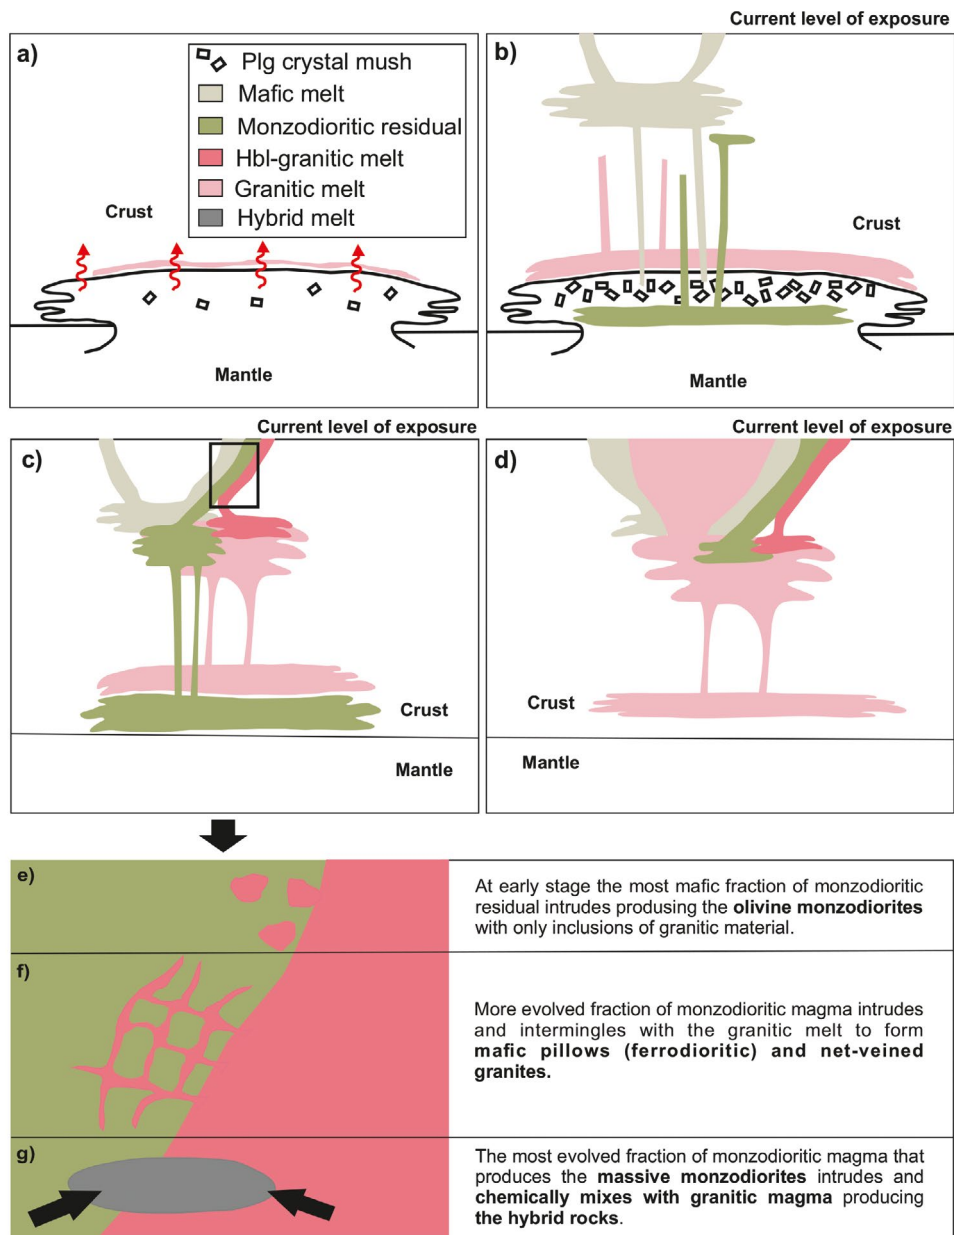 Current level of exposure
a)
Plg crystal mush
Mafic melt
Monzodioritic residual
Hbl-granitic melt
Granitic melt
Hybrid melt
Crust
Mantle
b)
Crust
Mantle
Current level of exposure
c)
Crust
Mantle
Current level of exposure
d)
Crust
Mantle
e)
At early stage the most mafic fraction of monzodioritic
residual intrudes produsing the olivine monzodiorites
with only inclusions of granitic material.
f)
More evolved fraction of monzodioritic magma intrudes
and intermingles with the granitic melt to form
mafic pillows (ferrodioritic) and net-veined
granites.
g)
The most evolved fraction of monzodioritic magma that
produces the massive monzodiorites intrudes and
chemically mixes with granitic magma producing
the hybrid rocks.